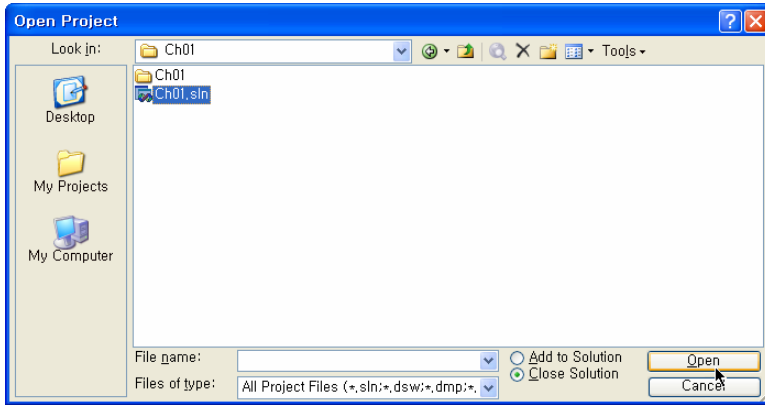 Open Project
Look in:
Ch01
Tools
Ch01
Ch01.sln
Desktop
My Projects
My Computer
File name:
Add to Solution
Open
Close Solution
Files of type:
All Project Files (*.sln;*.dsw;*.dmp;*.
Cancel